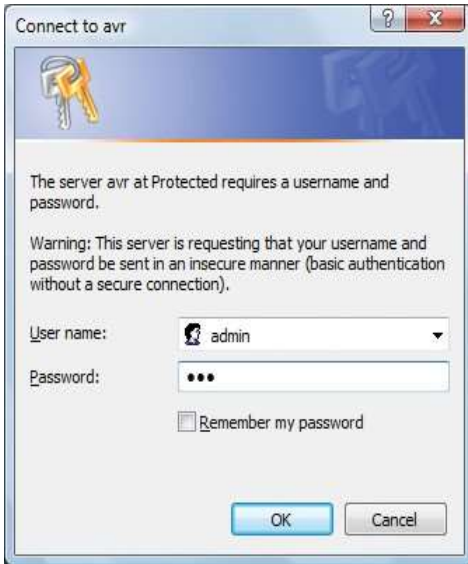 Connect to avr
The server avr at Protected requires a username and
password.
Warning: This server is requesting that your username and
password be sent in an insecure manner (basic authentication
without a secure connection).
User name:
admin
Password:
•••
Remember my password
OK
Cancel